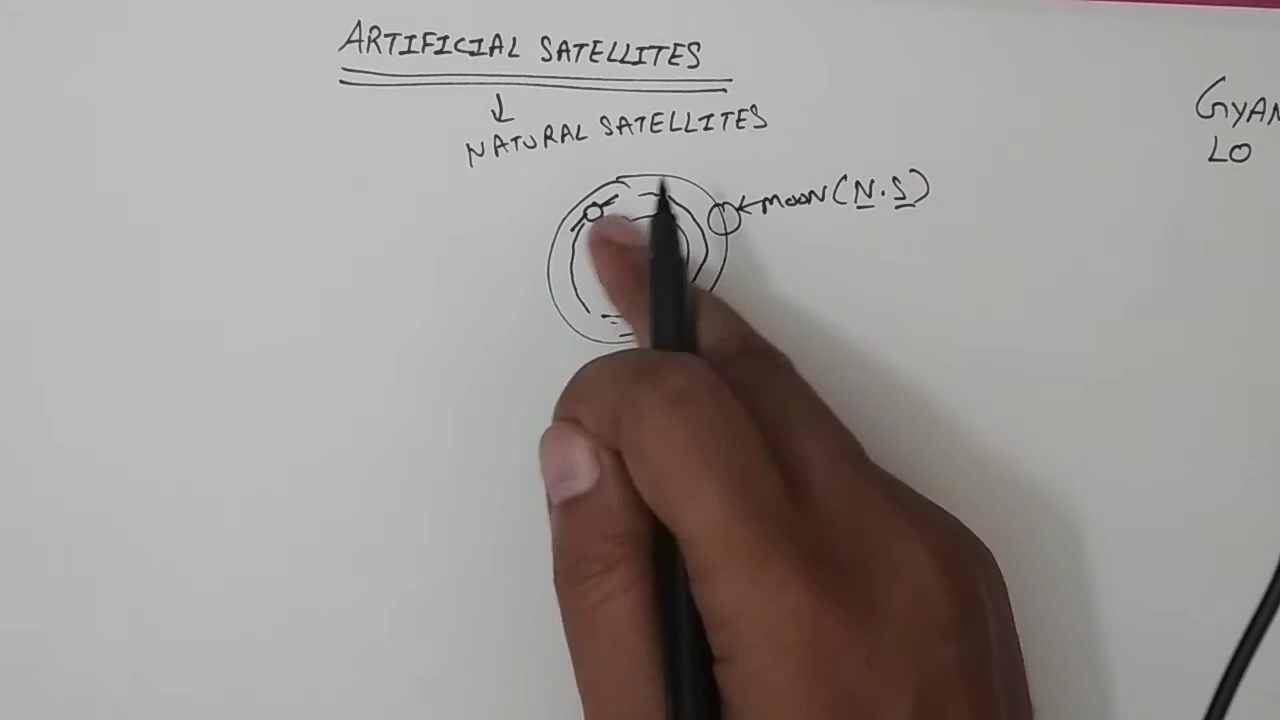 ARTIFICIAL SATELLITES
NATURAL SATELLITES
MOON (N.S)
GYAN
LO